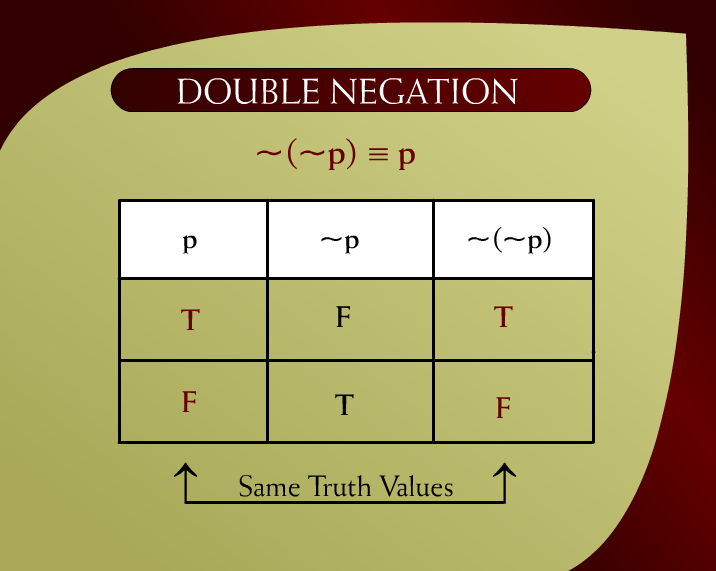 DOUBLE NEGATION
~(~p) ≡ p
p ~p ~(~p)
T F T
F T F
Same Truth Values